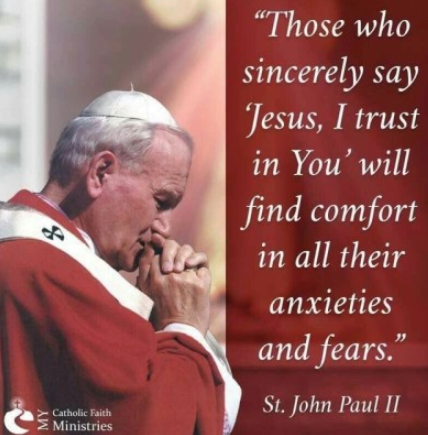 “Those who
sincerely say
‘Jesus, I trust
in You’ will
find comfort
in all their
anxieties
and fears.”
St. John Paul II
MY Catholic Faith
Ministries